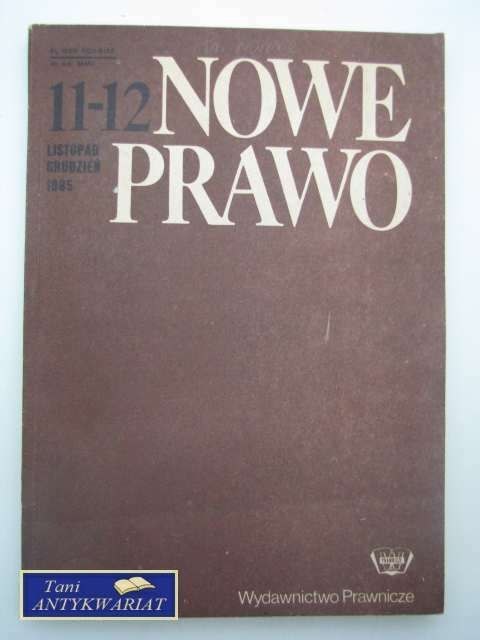 11-12
NOWE
LISTOPAD
GRUDZIEŃ
1985
PRAWO
Wydawnictwo Prawnicze
Tani
ANTYKWARIAT